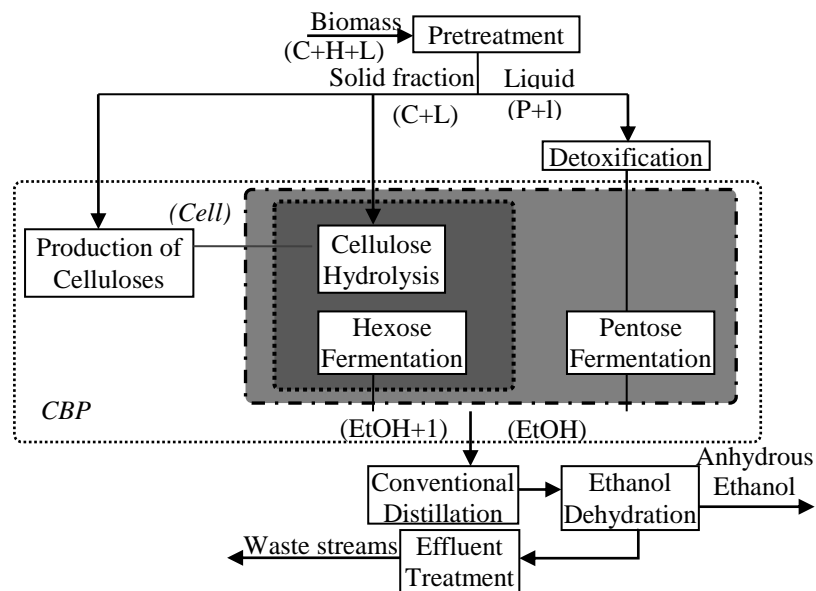 Biomass
(C+H+L)
Pretreatment
Solid fraction
Liquid
(C+L)
(P+l)
Detoxification
(Cell)
Production of
Celluloses
Cellulose
Hydrolysis
Hexose
Fermentation
Pentose
Fermentation
CBP
(EtOH+1)
(EtOH)
Conventional
Distillation
Ethanol
Dehydration
Anhydrous
Ethanol
Waste streams
Effluent
Treatment